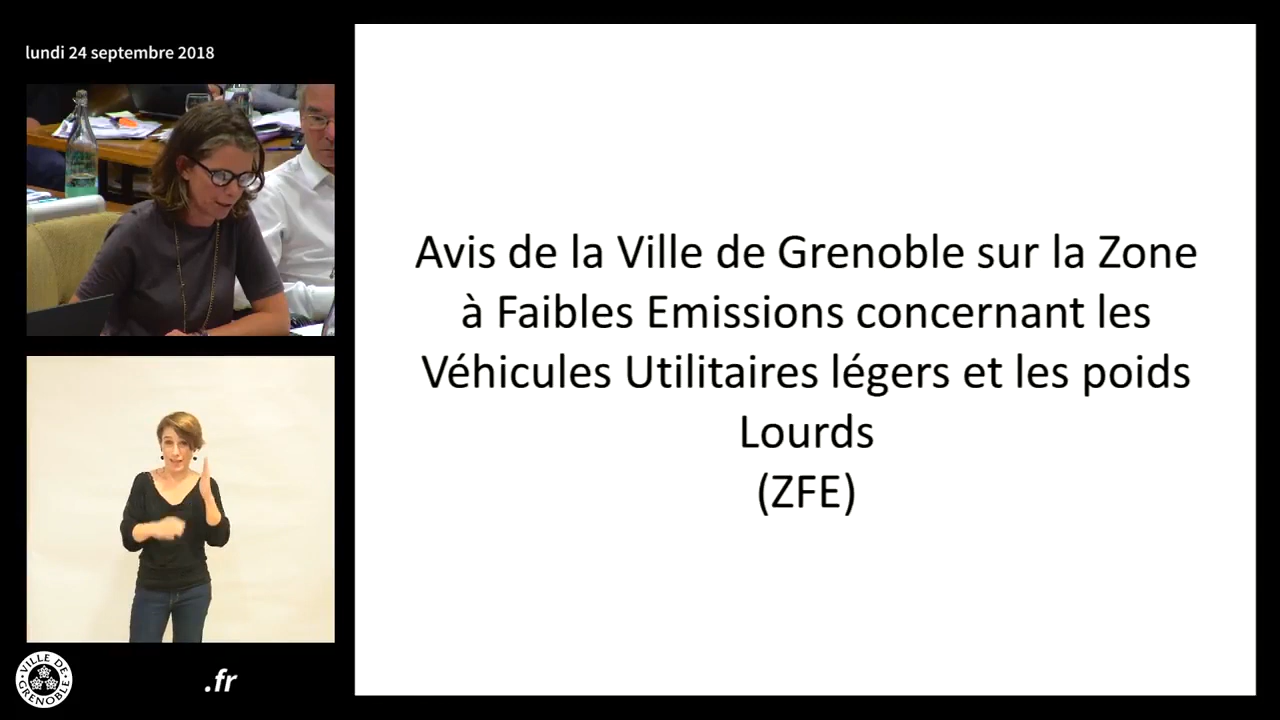 lundi 24 septembre 2018
Avis de la Ville de Grenoble sur la Zone
à Faibles Emissions concernant les
Véhicules Utilitaires légers et les poids
Lourds
(ZFE)
VILLE DE
GRENOBLE
.fr